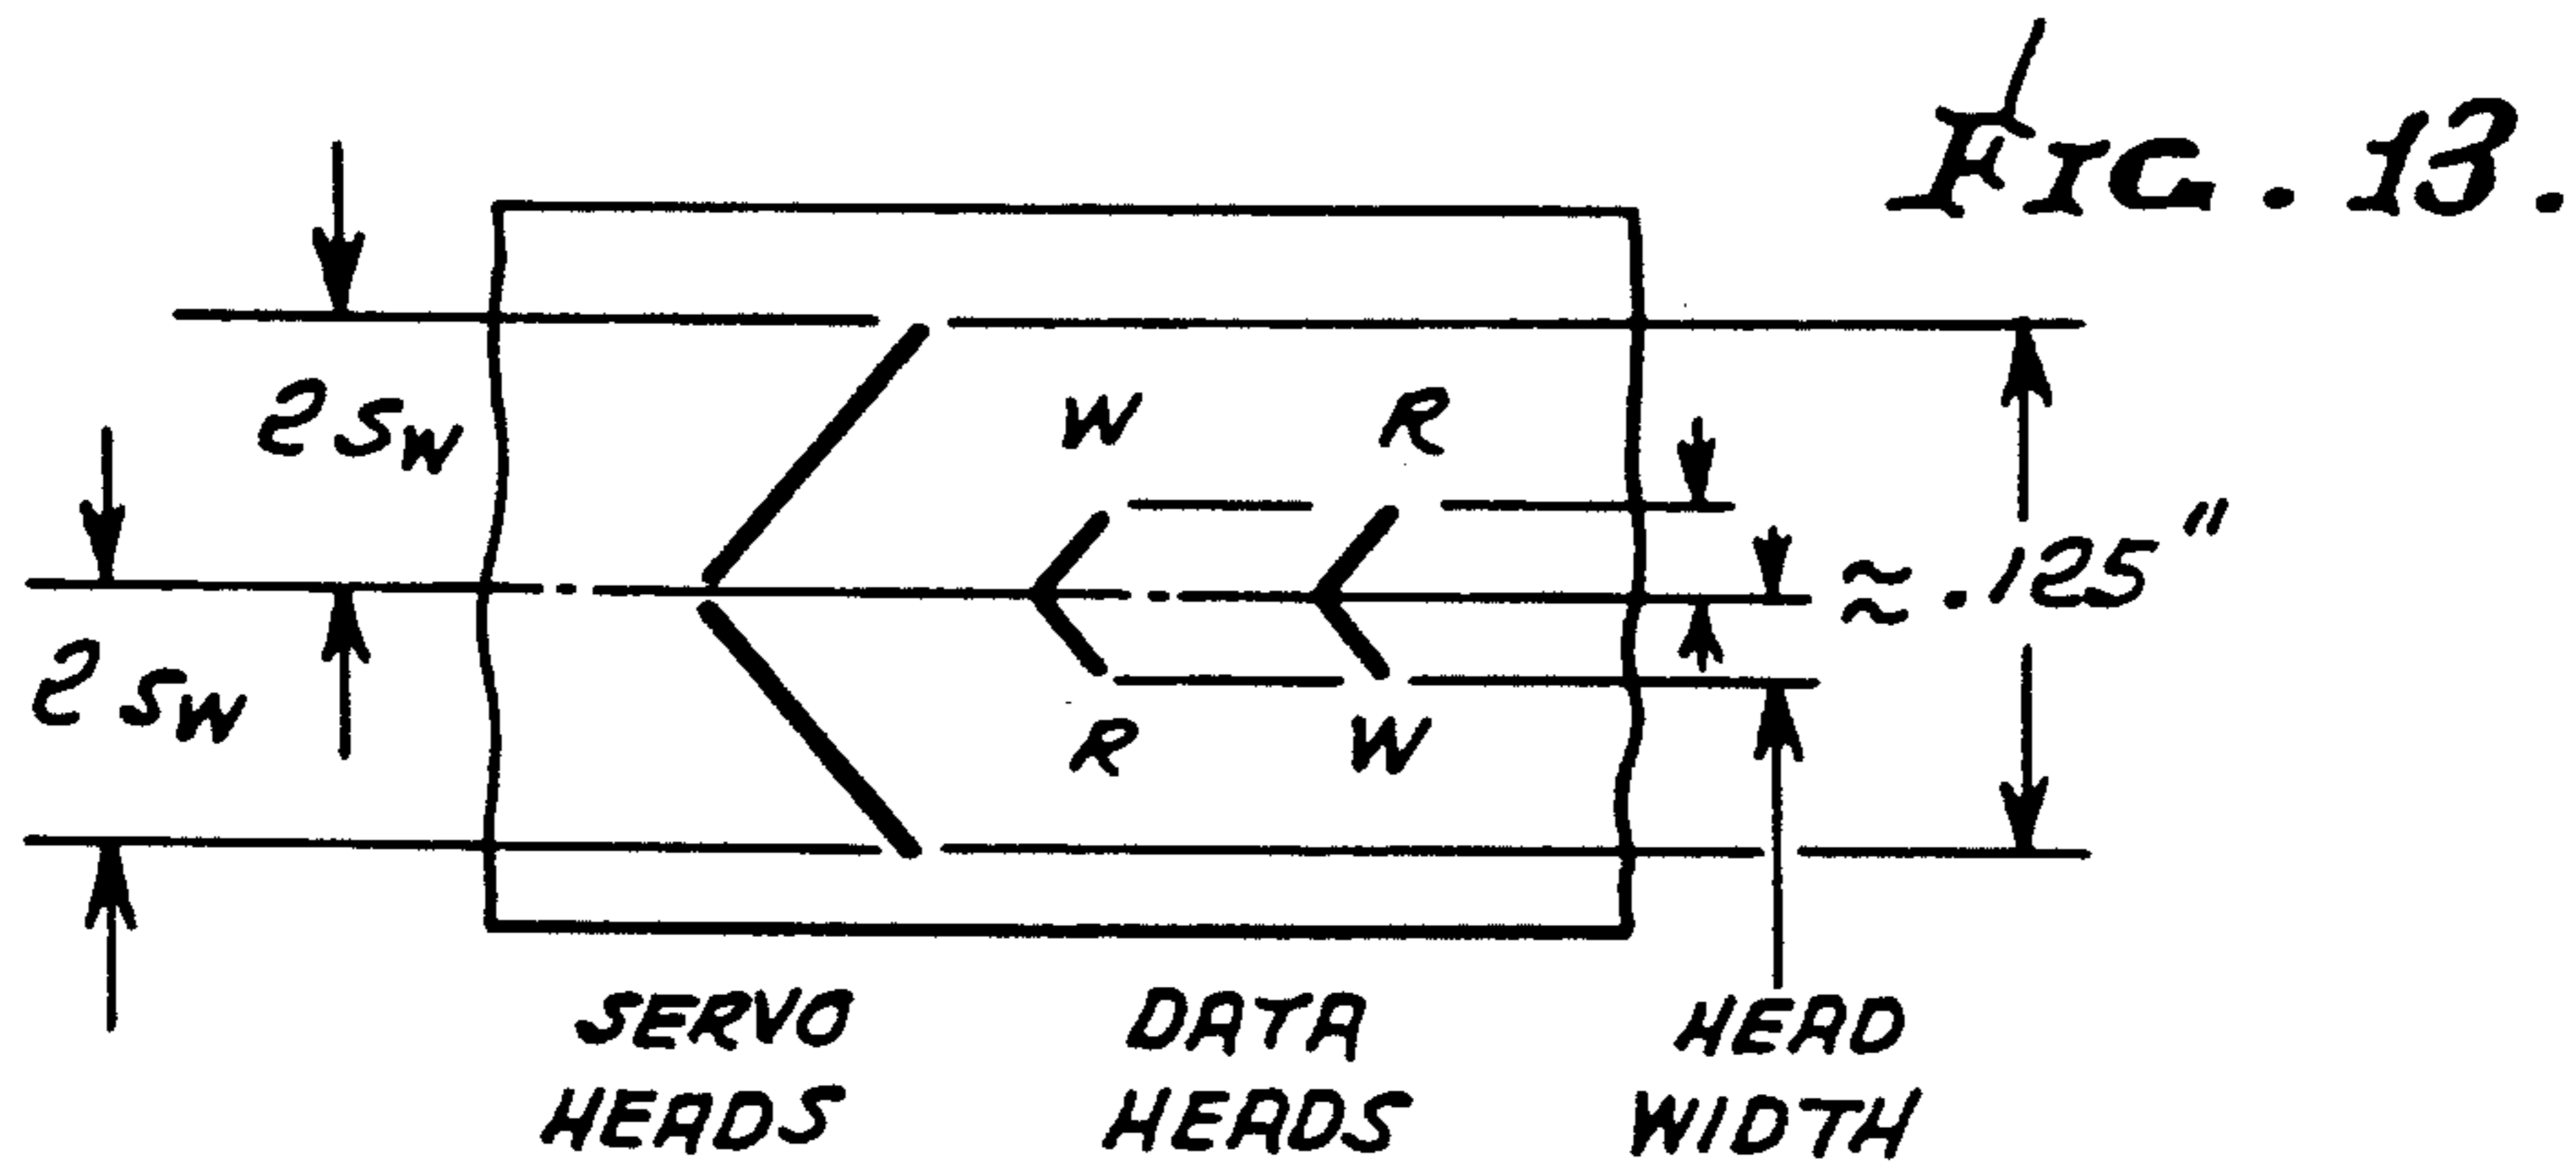 FIG. 13.
2 SW
W R
≈ .125"
2 SW
R W
SERVO HEADS
DATA HEADS
HEAD WIDTH